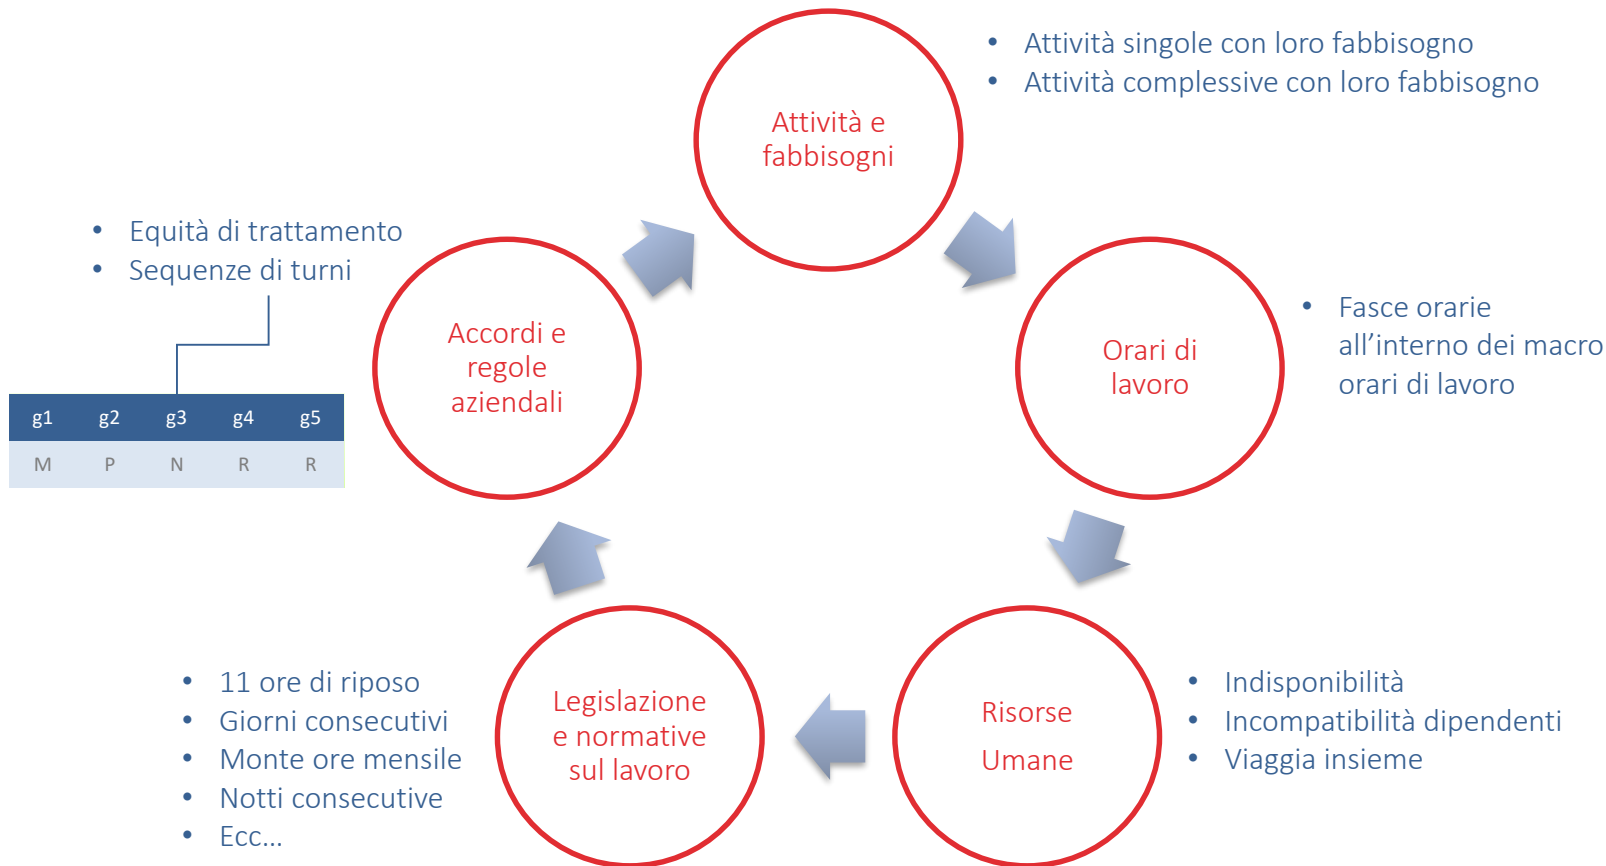 Attività e
fabbisogni
• Attività singole con loro fabbisogno
• Attività complessive con loro fabbisogno
Orari di
lavoro
• Fasce orarie
all’interno dei macro
orari di lavoro
Risorse
Umane
• Indisponibilità
• Incompatibilità dipendenti
• Viaggia insieme
Legislazione
e normative
sul lavoro
• 11 ore di riposo
• Giorni consecutivi
• Monte ore mensile
• Notti consecutive
• Ecc...
Accordi e
regole
aziendali
• Equità di trattamento
• Sequenze di turni
g1 g2 g3 g4 g5
M P N R R